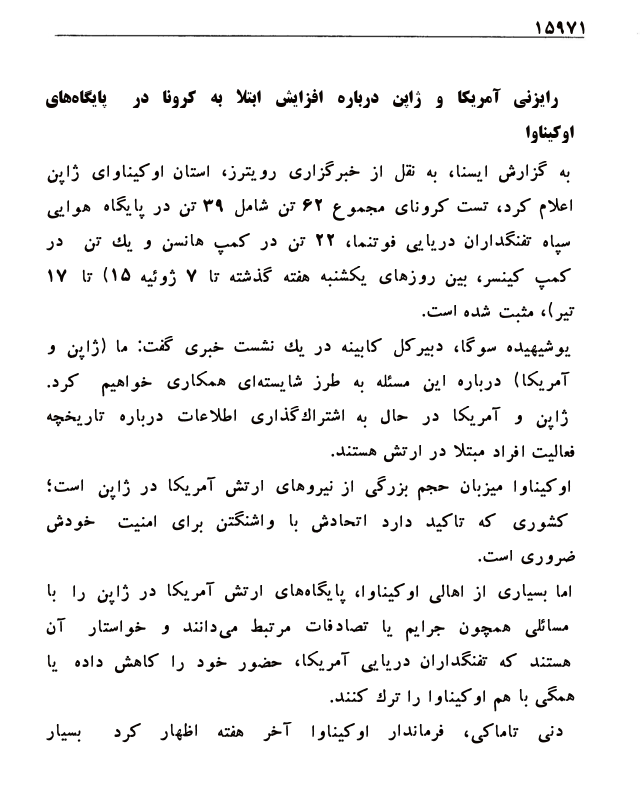 ۱۵۹۷۱
رایزنی آمریکا و ژاپن درباره افزایش ابتلا به کرونا در پایگاه‌های
اوکیناوا
به گزارش ایسنا، به نقل از خبرگزاری رویترز، استان اوکیناوای ژاپن
اعلام کرد، تست کرونای مجموع ۶۲ تن شامل ۳۹ تن در پایگاه هوایی
سپاه تفنگداران دریایی فوتنما، ۲۲ تن در کمپ هانسن و یك تن در
کمپ کینسر، بین روزهای یکشنبه هفته گذشته تا ۷ ژوئیه ۱۵) تا ۱۷
تیر)، مثبت شده است.
یوشیهیده سوگا، دبیرکل کابینه در یك نشست خبری گفت: ما (ژاپن و
آمریکا) درباره این مسئله به طرز شایسته‌ای همکاری خواهیم کرد.
ژاپن و آمریکا در حال به اشتراك‌گذاری اطلاعات درباره تاریخچه
فعالیت افراد مبتلا در ارتش هستند.
اوکیناوا میزبان حجم بزرگی از نیروهای ارتش آمریکا در ژاپن است؛
کشوری که تاکید دارد اتحادش با واشنگتن برای امنیت خودش
ضروری است.
اما بسیاری از اهالی اوکیناوا، پایگاه‌های ارتش آمریکا در ژاپن را با
مسائلی همچون جرایم یا تصادفات مرتبط می‌دانند و خواستار آن
هستند که تفنگداران دریایی آمریکا، حضور خود را کاهش داده یا
همگی با هم اوکیناوا را ترك کنند.
دنی تاماکی، فرماندار اوکیناوا آخر هفته اظهار کرد بسیار